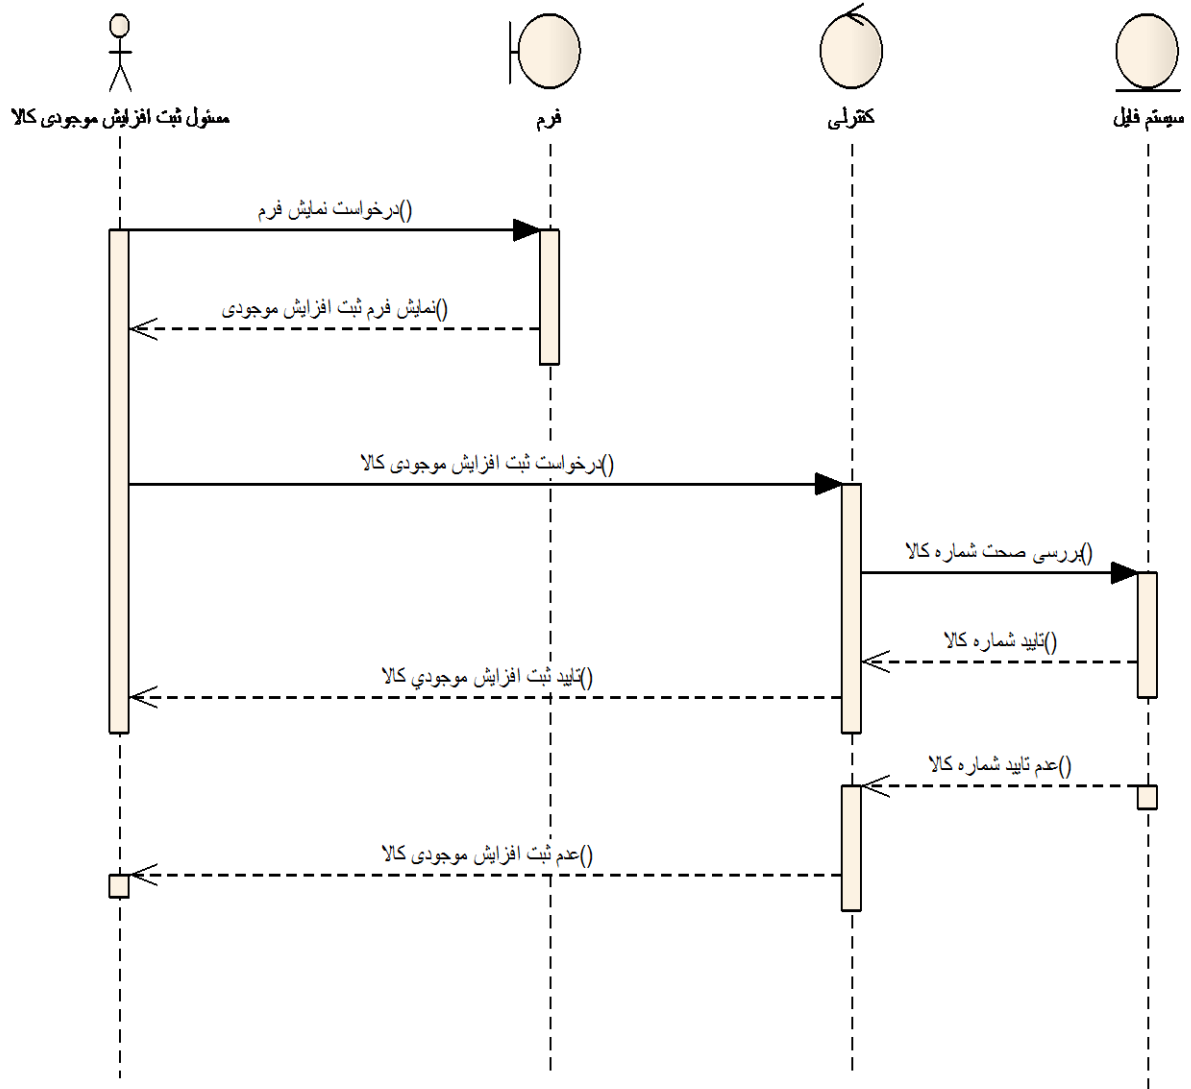 مسئول ثبت افزایش موجودی کالا
فرم
کنترلی
سیستم فایل
درخواست نمایش فرم()
نمایش فرم ثبت افزایش موجودی()
درخواست ثبت افزایش موجودی کالا()
بررسی صحت شماره کالا()
تایید شماره کالا()
تایید ثبت افزایش موجودي کالا()
عدم تایید شماره کالا()
عدم ثبت افزایش موجودی کالا()